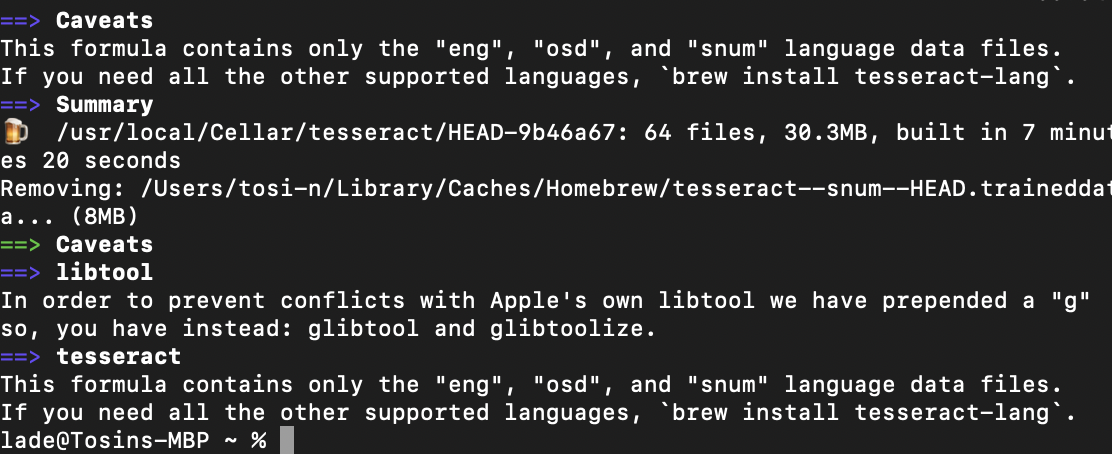 ==> Caveats
This formula contains only the "eng", "osd", and "snum" language data files.
If you need all the other supported languages, `brew install tesseract-lang`.
==> Summary
🍺  /usr/local/Cellar/tesseract/HEAD-9b46a67: 64 files, 30.3MB, built in 7 minut
es 20 seconds
Removing: /Users/tosi-n/Library/Caches/Homebrew/tesseract--snum--HEAD.traineddat
a... (8MB)
==> Caveats
==> libtool
In order to prevent conflicts with Apple's own libtool we have prepended a "g"
so, you have instead: glibtool and glibtoolize.
==> tesseract
This formula contains only the "eng", "osd", and "snum" language data files.
If you need all the other supported languages, `brew install tesseract-lang`.
lade@Tosins-MBP ~ %